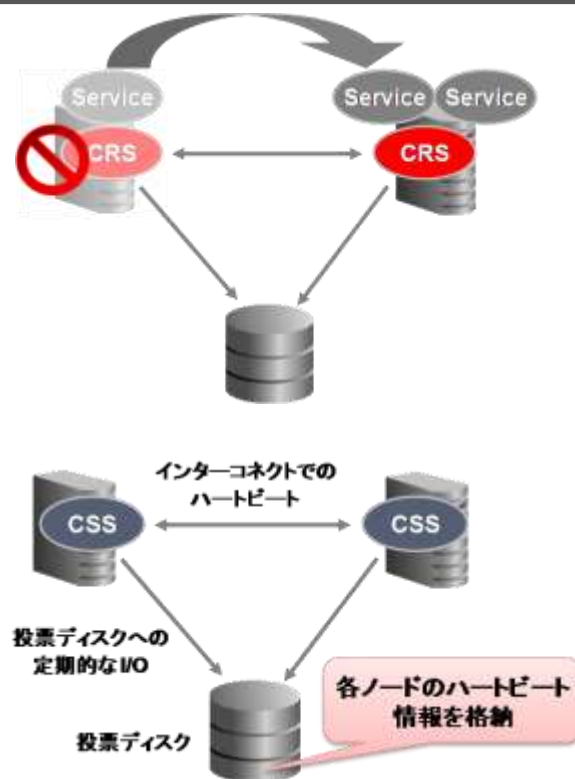 Service
Service Service
CRS
CRS
インターコネクトでの
ハートビート
CSS
CSS
投票ディスクへの
定期的なI/O
各ノードのハートビート
情報を格納
投票ディスク